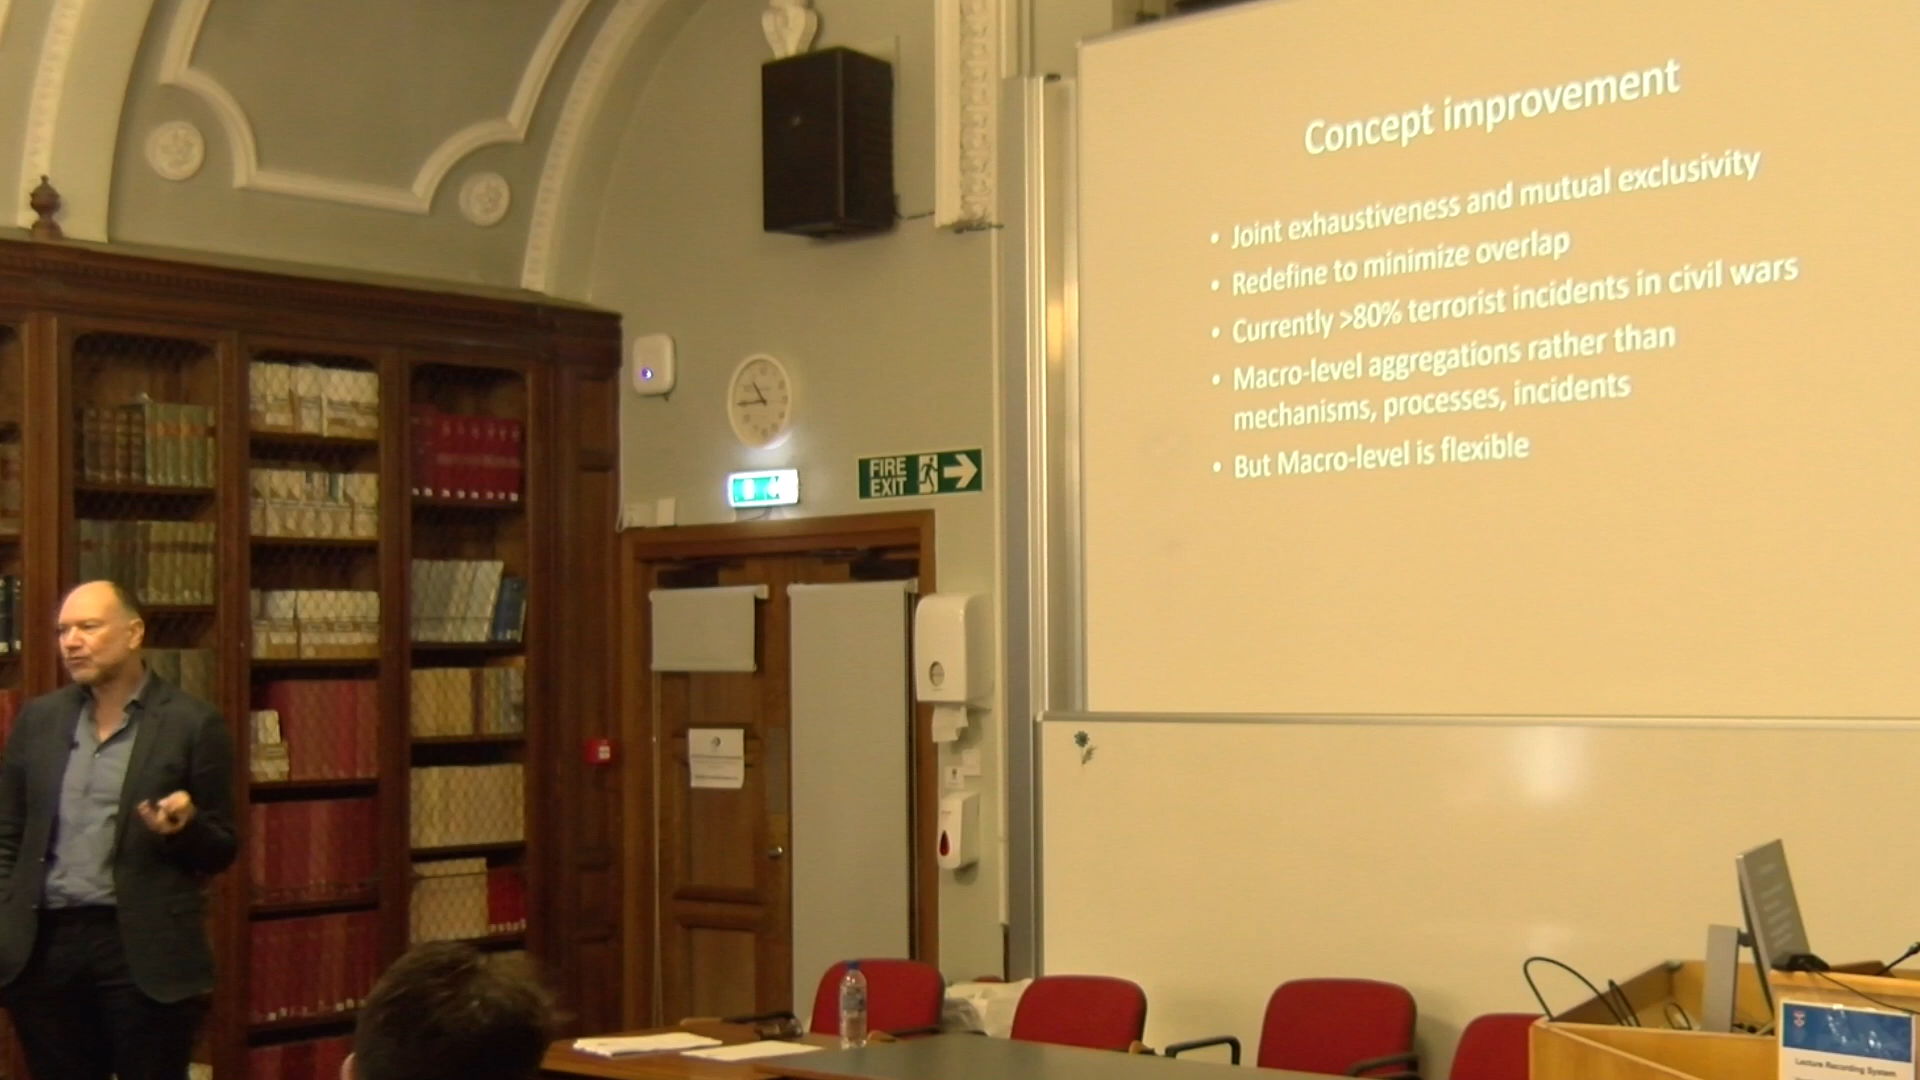 Concept improvement
• Joint exhaustiveness and mutual exclusivity
• Redefine to minimize overlap
• Currently >80% terrorist incidents in civil wars
• Macro-level aggregations rather than
mechanisms, processes, incidents
• But Macro-level is flexible
FIRE
EXIT
Lecture Recording System